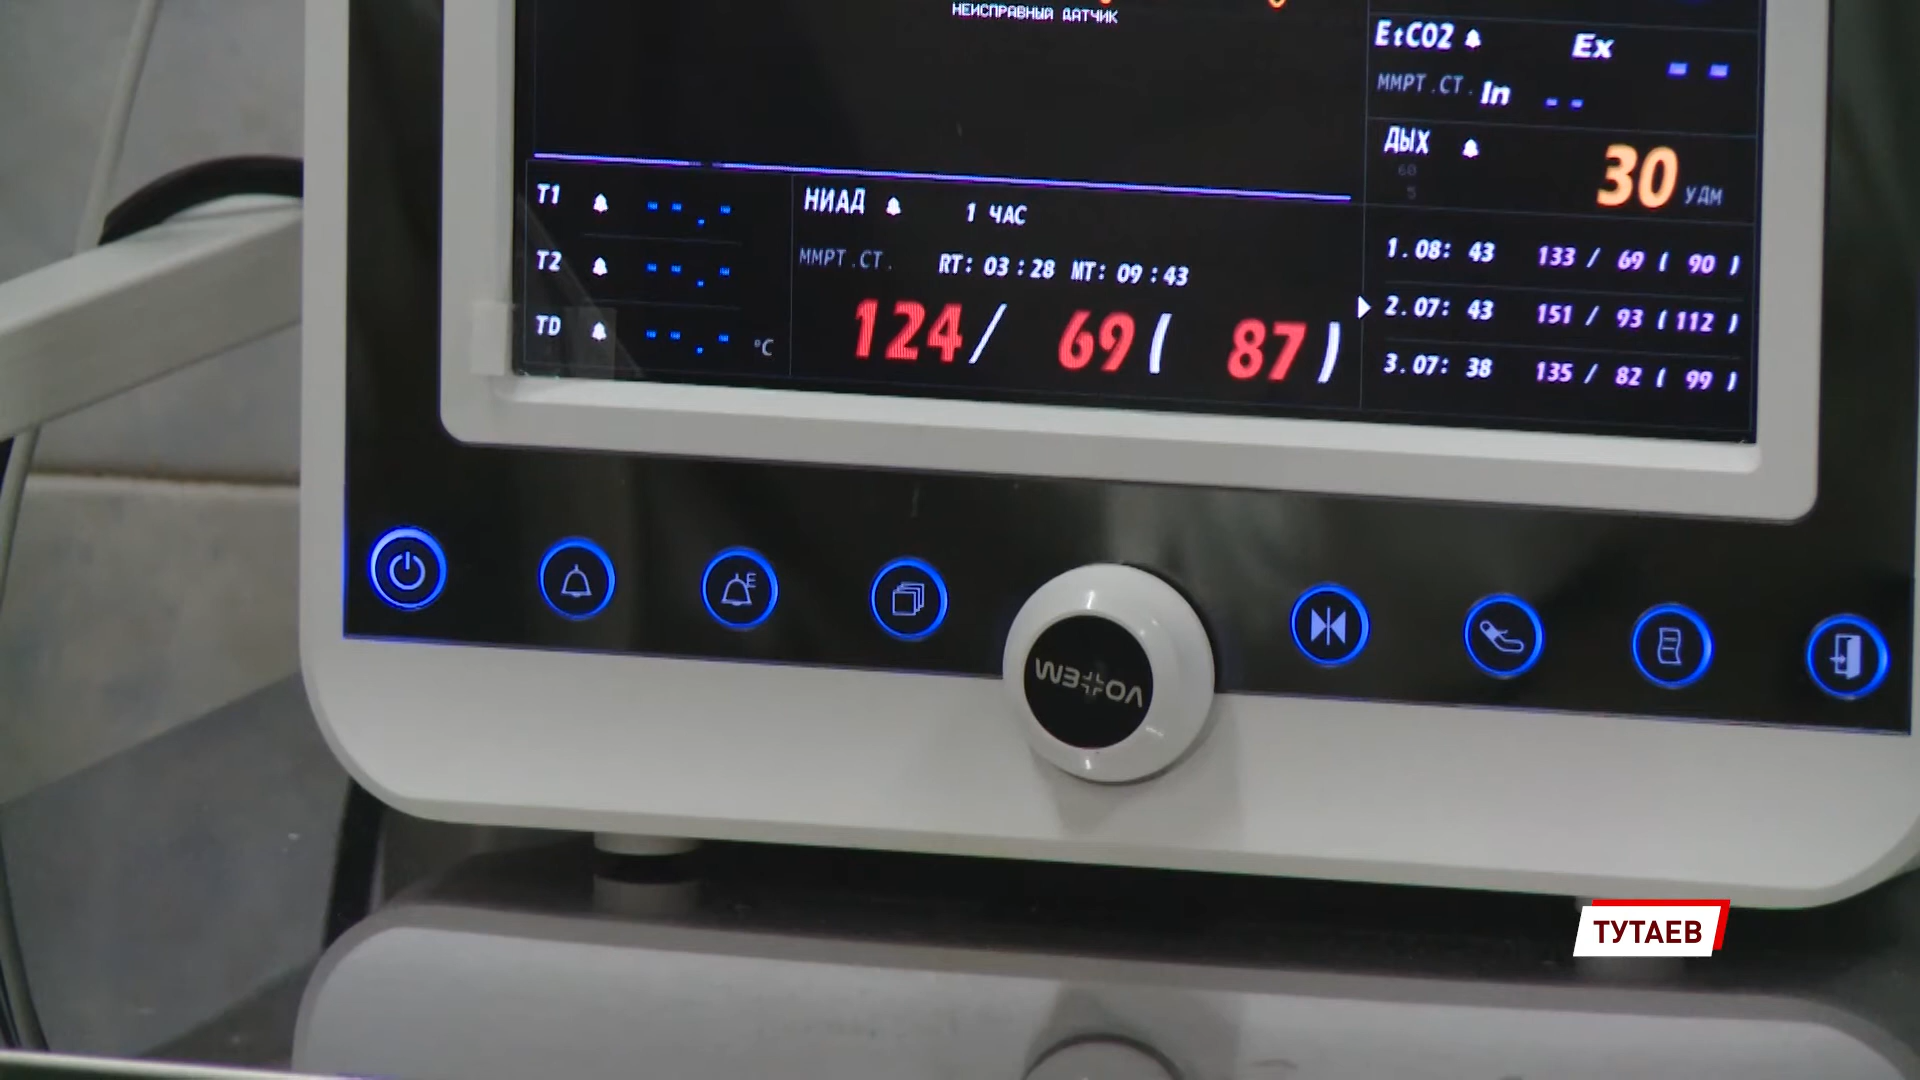 НЕИСПРАВНЫЙ ДАТЧИК
EtCO2 Ex -- 
ММРТ.СТ. In --
ДЫХ 30 УДМ
60
5
T1 --.-
T2 --.-
TD --.- °C
НИАД 1 ЧАС
ММРТ.СТ. RT: 03:28 MT: 09:43
124/ 69( 87)
1.08: 43 133 / 69 ( 90 )
2.07: 43 151 / 93 (112 )
3.07: 38 135 / 82 ( 99 )
E
ТУТАЕВ